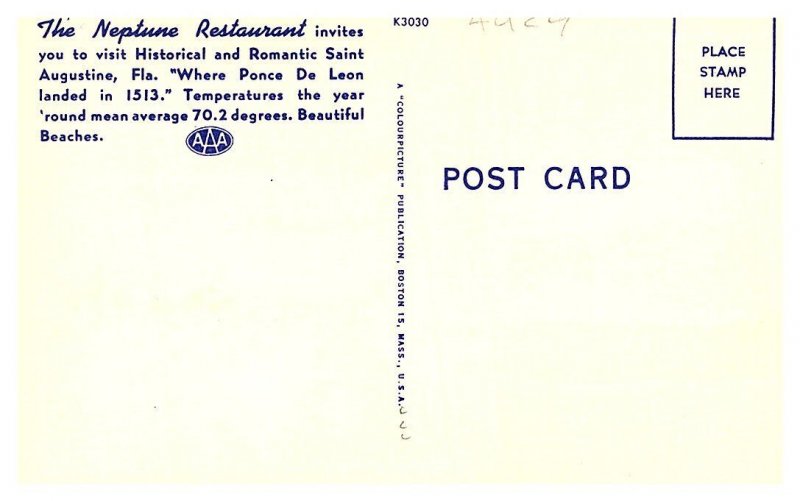 The Neptune Restaurant invites
you to visit Historical and Romantic Saint
Augustine, Fla. "Where Ponce De Leon
landed in 1513." Temperatures the year
'round mean average 70.2 degrees. Beautiful
Beaches.
AAA
K3030
A "COLOURPICTURE" PUBLICATION, BOSTON 15, MASS., U.S.A.
POST CARD
PLACE
STAMP
HERE